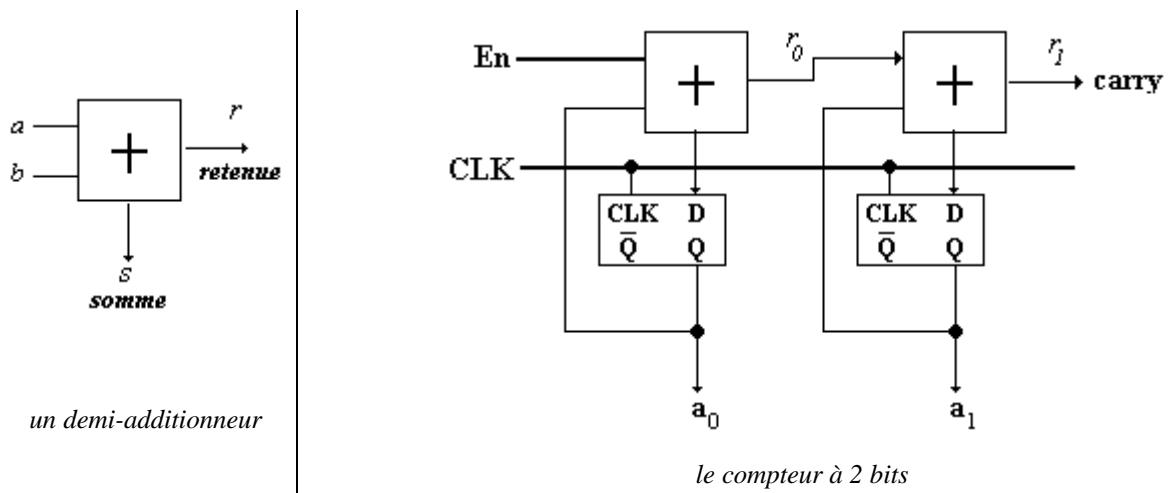 a
b
+
r
retenue
s
somme
un demi-additionneur
En
+
r0
+
r1
carry
CLK
CLK D
Q̅ Q
CLK D
Q̅ Q
a0
a1
le compteur à 2 bits